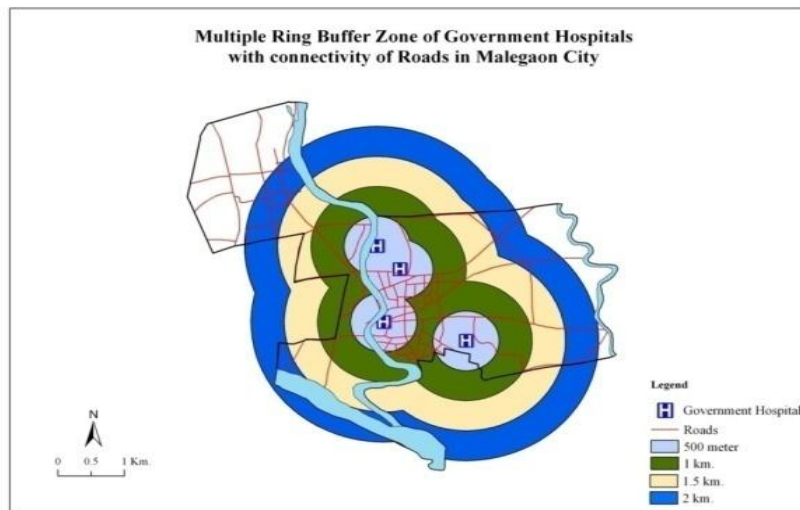 Multiple Ring Buffer Zone of Government Hospitals
with connectivity of Roads in Malegaon City
H
H
H
H
Legend
H Government Hospital
Roads
500 meter
1 km.
1.5 km.
2 km.
N
0 0.5 1 Km.